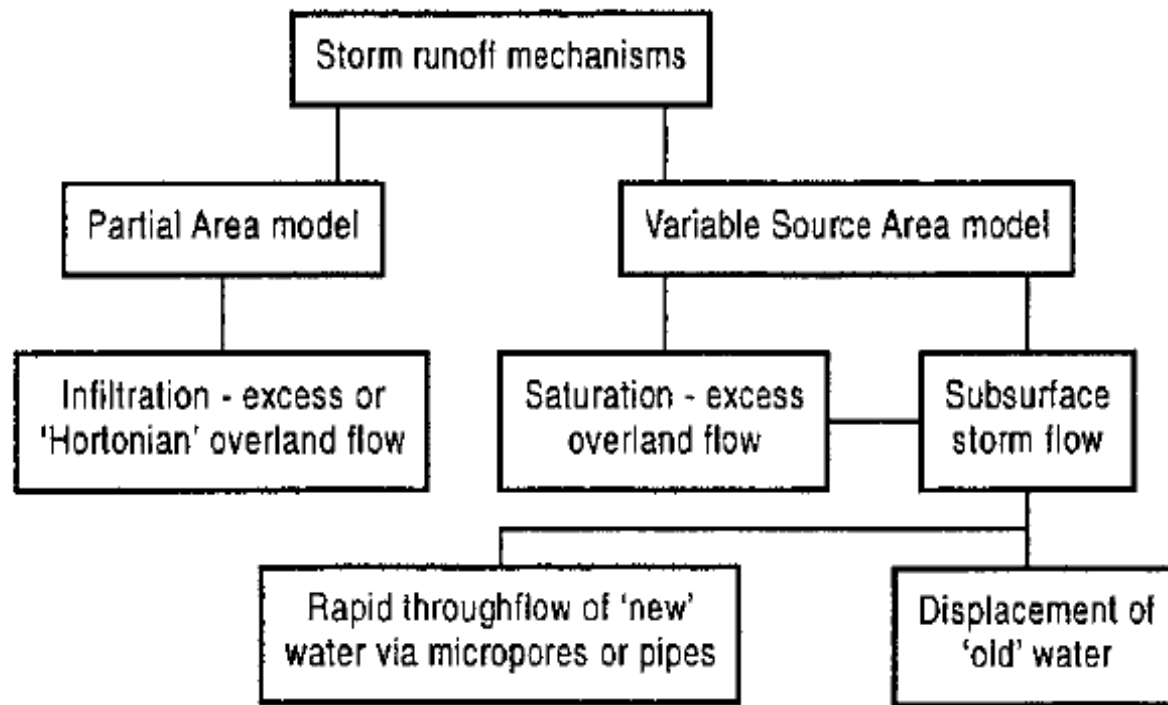 Storm runoff mechanisms
Partial Area model
Variable Source Area model
Infiltration - excess or
'Hortonian' overland flow
Saturation - excess
overland flow
Subsurface
storm flow
Rapid throughflow of 'new'
water via micropores or pipes
Displacement of
'old' water